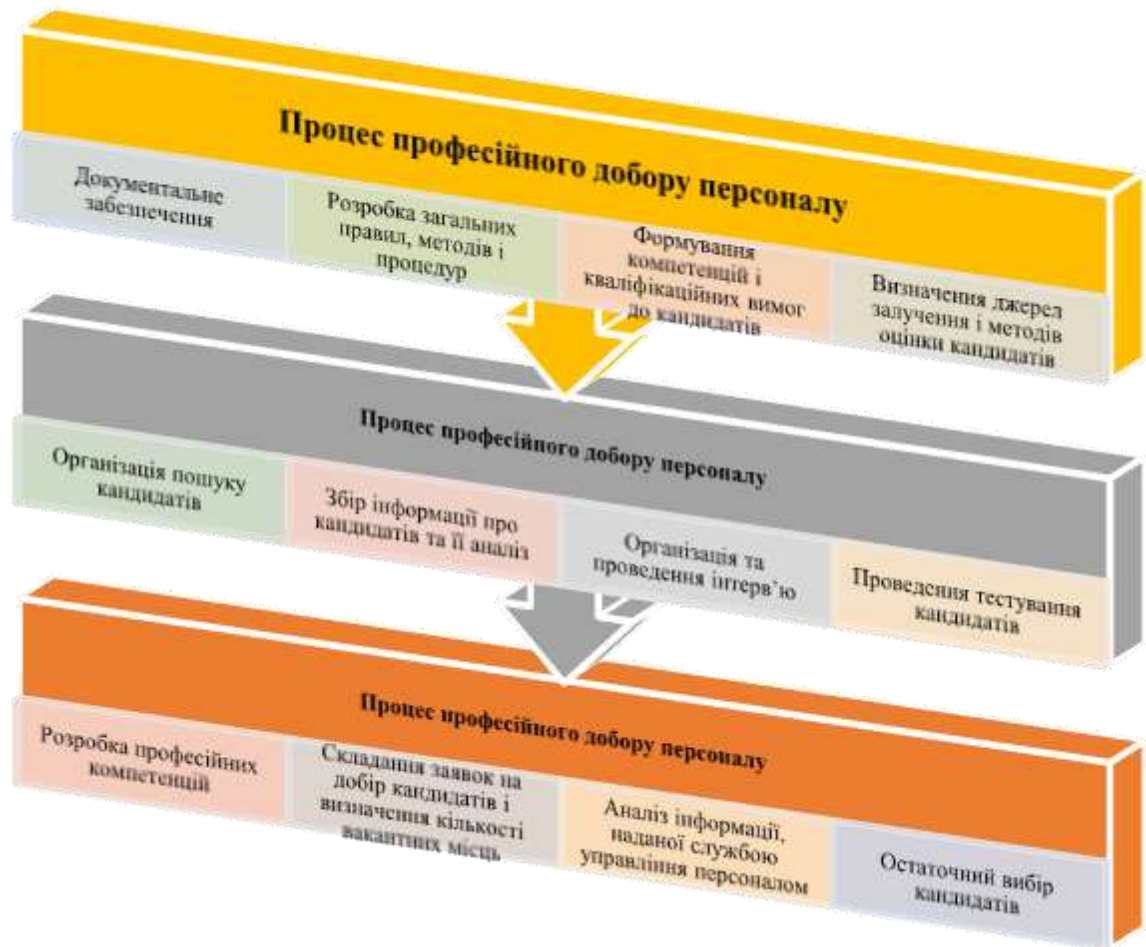 Процес професійного добору персоналу
Документальне
забезпечення
Розробка загальних
правил, методів і
процедур
Формування
компетенцій і
кваліфікаційних вимог
до кандидатів
Визначення джерел
залучення і методів
оцінки кандидатів
Процес професійного добору персоналу
Організація пошуку
кандидатів
Збір інформації про
кандидатів та її аналіз
Організація та
проведення інтерв’ю
Проведення тестування
кандидатів
Процес професійного добору персоналу
Розробка професійних
компетенцій
Складання заявок на
добір кандидатів і
визначення кількості
вакантних місць
Аналіз інформації,
наданої службою
управління персоналом
Остаточний вибір
кандидатів